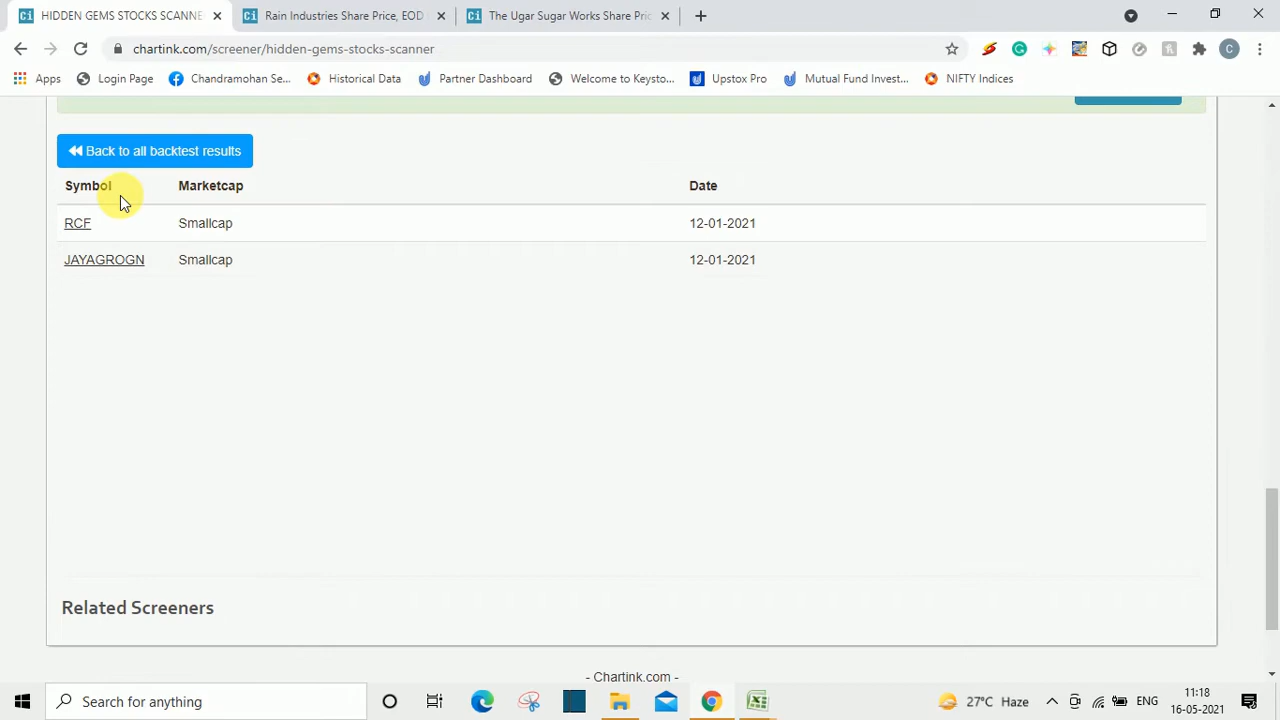 HIDDEN GEMS STOCKS SCANNE
Rain Industries Share Price, EOD
The Ugar Sugar Works Share Pric
chartink.com/screener/hidden-gems-stocks-scanner
C
Apps
Login Page
Chandramohan Se...
Historical Data
Partner Dashboard
Welcome to Keysto...
Upstox Pro
Mutual Fund Invest...
NIFTY Indices
Back to all backtest results
Symbol Marketcap Date
RCF Smallcap 12-01-2021
JAYAGROGN Smallcap 12-01-2021
Related Screeners
- Chartink.com -
Search for anything
27°C Haze
ENG
11:18
16-05-2021